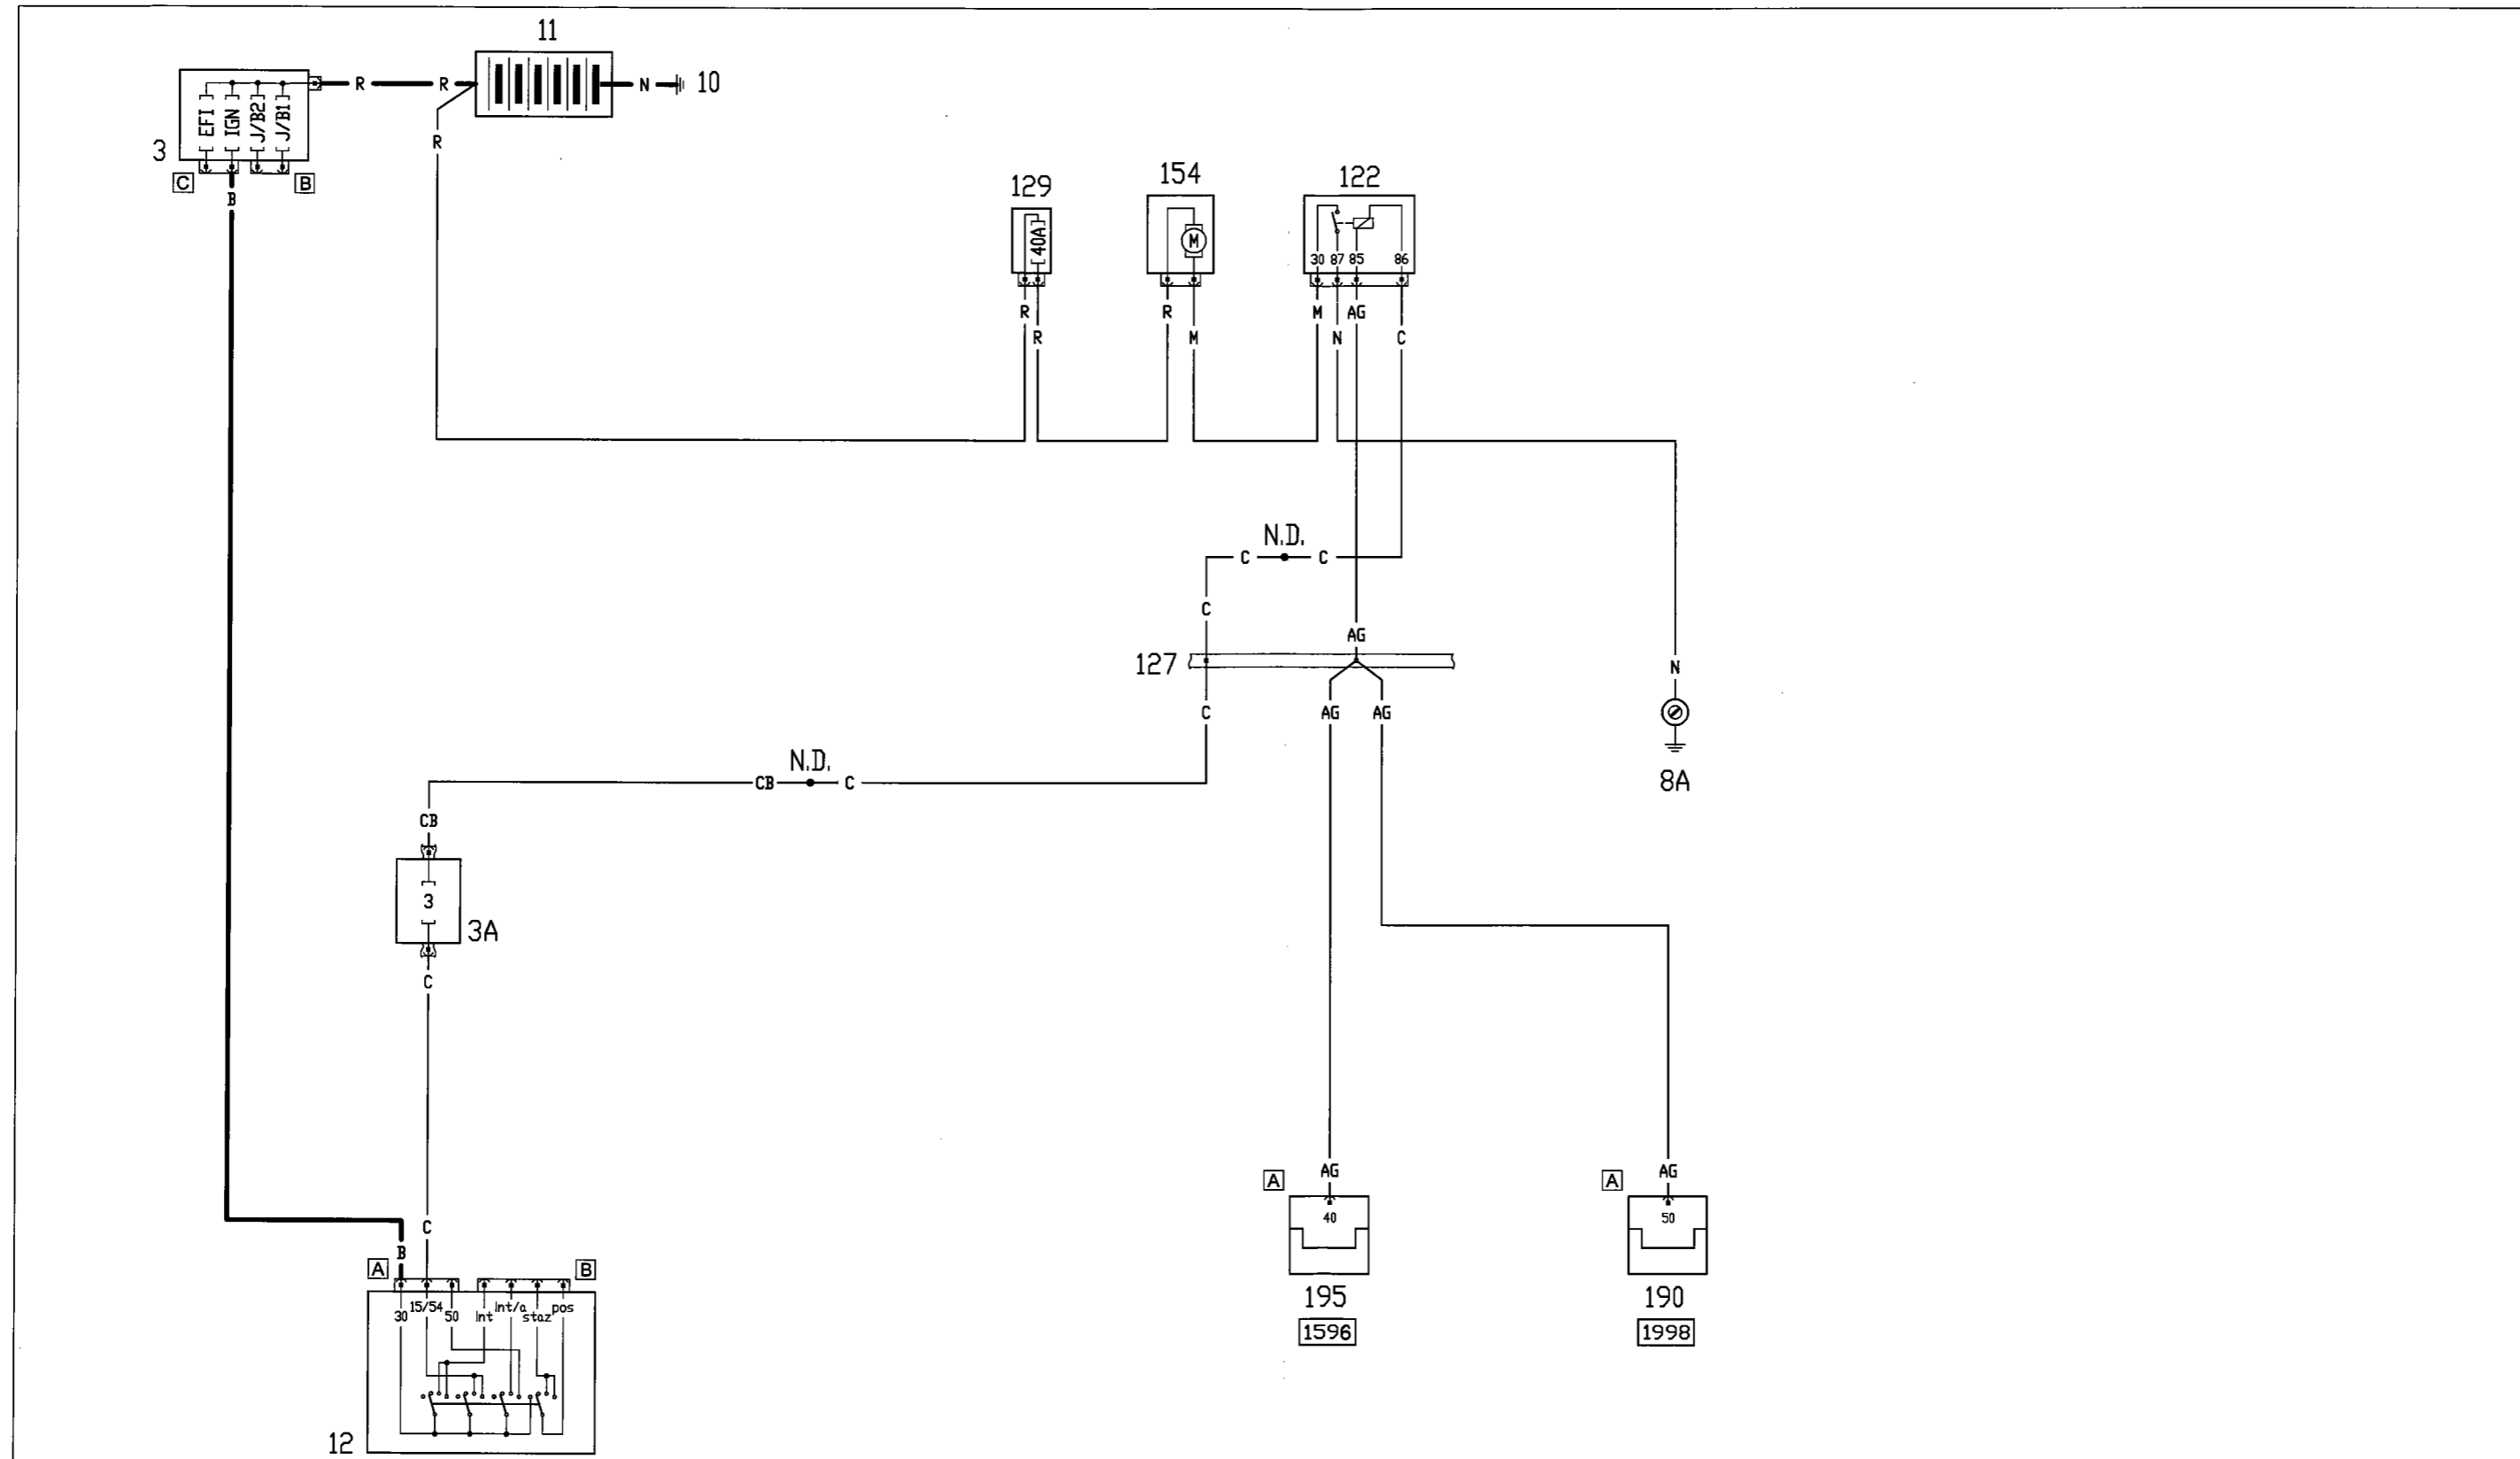 11
R R N 10
EFI IGN J/B2 J/B1
3
C B
B
R
129 154 122
40A M
30 87 85 86
R R M AG
R M N C
N.D.
C C
C
AG
127
N
C AG AG
N.D.
CB C
8A
CB
3
3A
C
AG AG
A A
40 50
C
B
A B
195 190
15/54 Int/a pos
30 50 Int staz
1596 1998
12